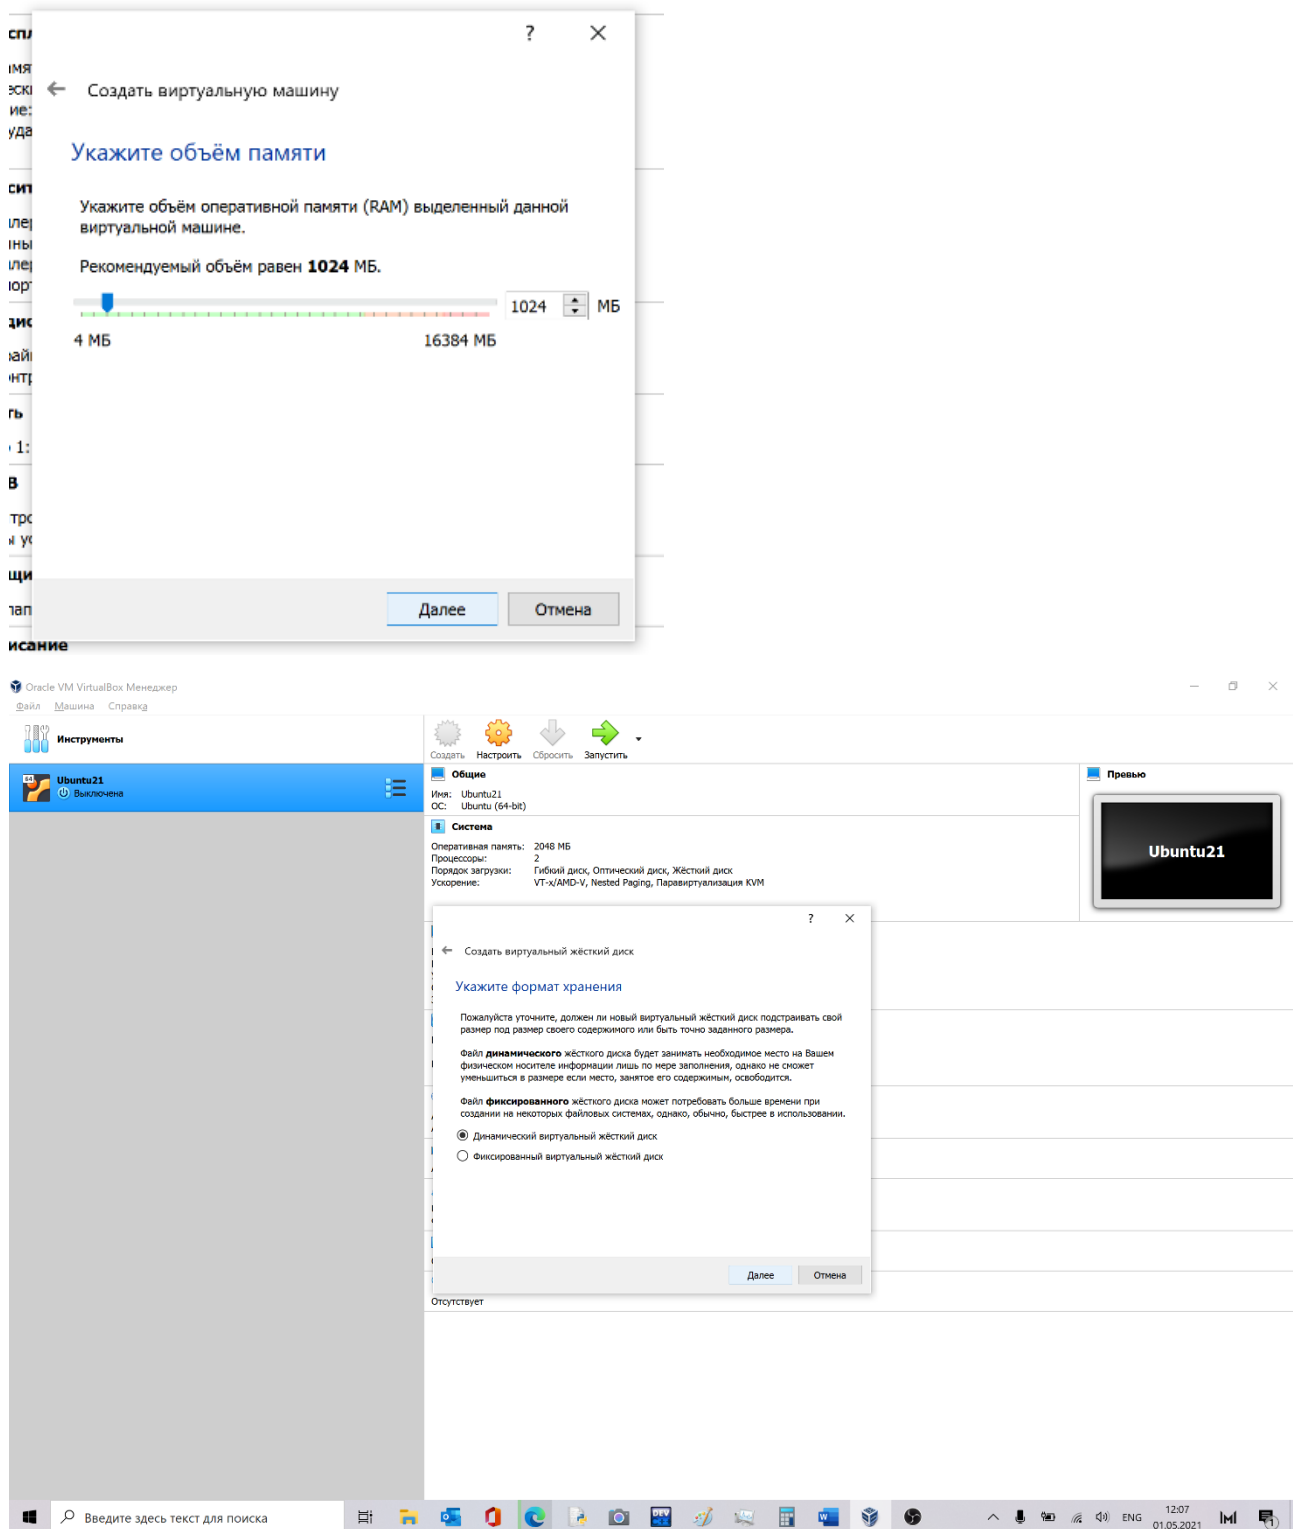 Создать виртуальную машину
Укажите объём памяти
Укажите объём оперативной памяти (RAM) выделенный данной
виртуальной машине.
Рекомендуемый объём равен 1024 МБ.
1024 МБ
4 МБ 16384 МБ
Далее Отмена
исание
Oracle VM VirtualBox Менеджер
Файл Машина Справка
Инструменты
Создать Настроить Сбросить Запустить
Ubuntu21
Выключена
Общие
Имя: Ubuntu21
ОС: Ubuntu (64-bit)
Система
Оперативная память: 2048 МБ
Процессоры: 2
Порядок загрузки: Гибкий диск, Оптический диск, Жёсткий диск
Ускорение: VT-x/AMD-V, Nested Paging, Паравиртуализация KVM
Превью
Ubuntu21
Создать виртуальный жёсткий диск
Укажите формат хранения
Пожалуйста уточните, должен ли новый виртуальный жёсткий диск подстраивать свой
размер под размер своего содержимого или быть точно заданного размера.
Файл динамического жёсткого диска будет занимать необходимое место на Вашем
физическом носителе информации лишь по мере заполнения, однако не сможет
уменьшиться в размере если место, занятое его содержимым, освободится.
Файл фиксированного жёсткого диска может потребовать больше времени при
создании на некоторых файловых системах, однако, обычно, быстрее в использовании.
Динамический виртуальный жёсткий диск
Фиксированный виртуальный жёсткий диск
Далее Отмена
Отсутствует
Введите здесь текст для поиска
ENG
12:07
01.05.2021